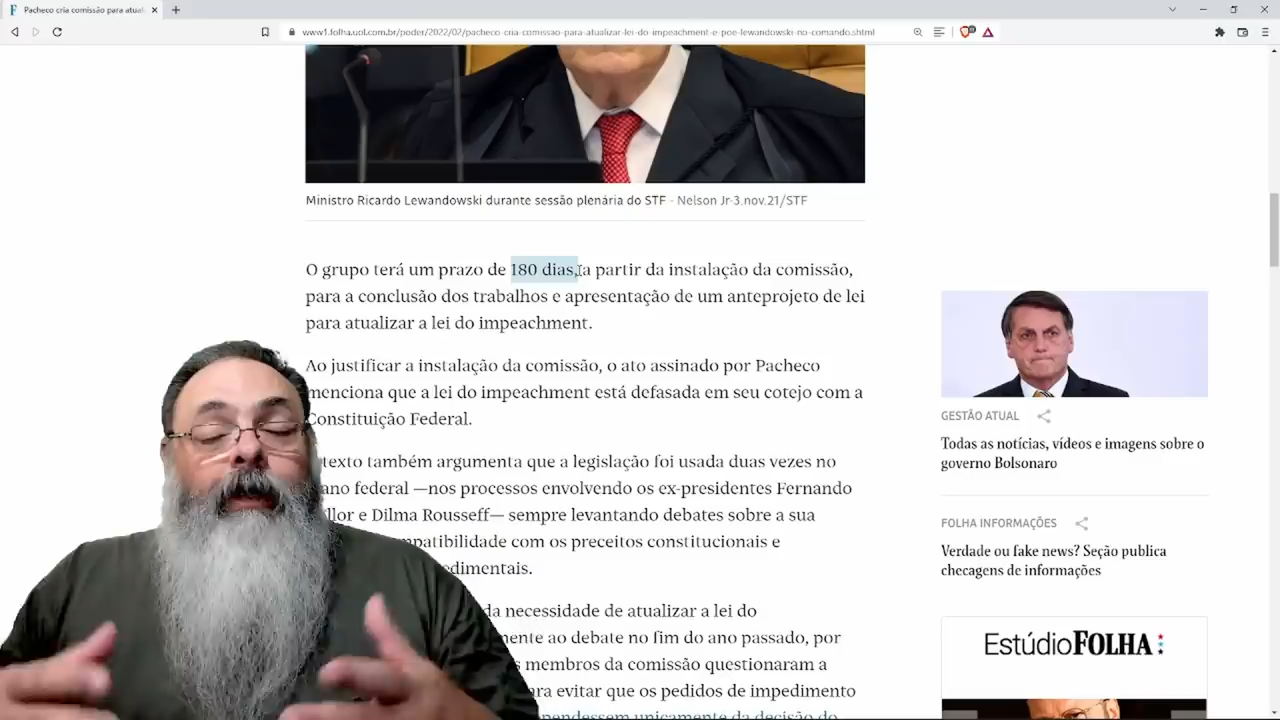 Pacheco cria comissão para atual
www1.folha.uol.com.br/poder/2022/02/pacheco-cria-comissao-para-atualizar-lei-do-impeachment-e-poe-lewandowski-no-comando.shtml
Ministro Ricardo Lewandowski durante sessão plenária do STF - Nelson Jr-3.nov.21/STF
O grupo terá um prazo de 180 dias, a partir da instalação da comissão,
para a conclusão dos trabalhos e apresentação de um anteprojeto de lei
para atualizar a lei do impeachment.
Ao justificar a instalação da comissão, o ato assinado por Pacheco
menciona que a lei do impeachment está defasada em seu cotejo com a
Constituição Federal.
texto também argumenta que a legislação foi usada duas vezes no
ano federal —nos processos envolvendo os ex-presidentes Fernando
llor e Dilma Rousseff— sempre levantando debates sobre a sua
mpatibilidade com os preceitos constitucionais e
edimentais.
da necessidade de atualizar a lei do
mente ao debate no fim do ano passado, por
s membros da comissão questionaram a
ara evitar que os pedidos de impedimento
pendessem unicamente da decisão do
GESTÃO ATUAL
Todas as notícias, vídeos e imagens sobre o
governo Bolsonaro
FOLHA INFORMAÇÕES
Verdade ou fake news? Seção publica
checagens de informações
EstúdioFOLHA